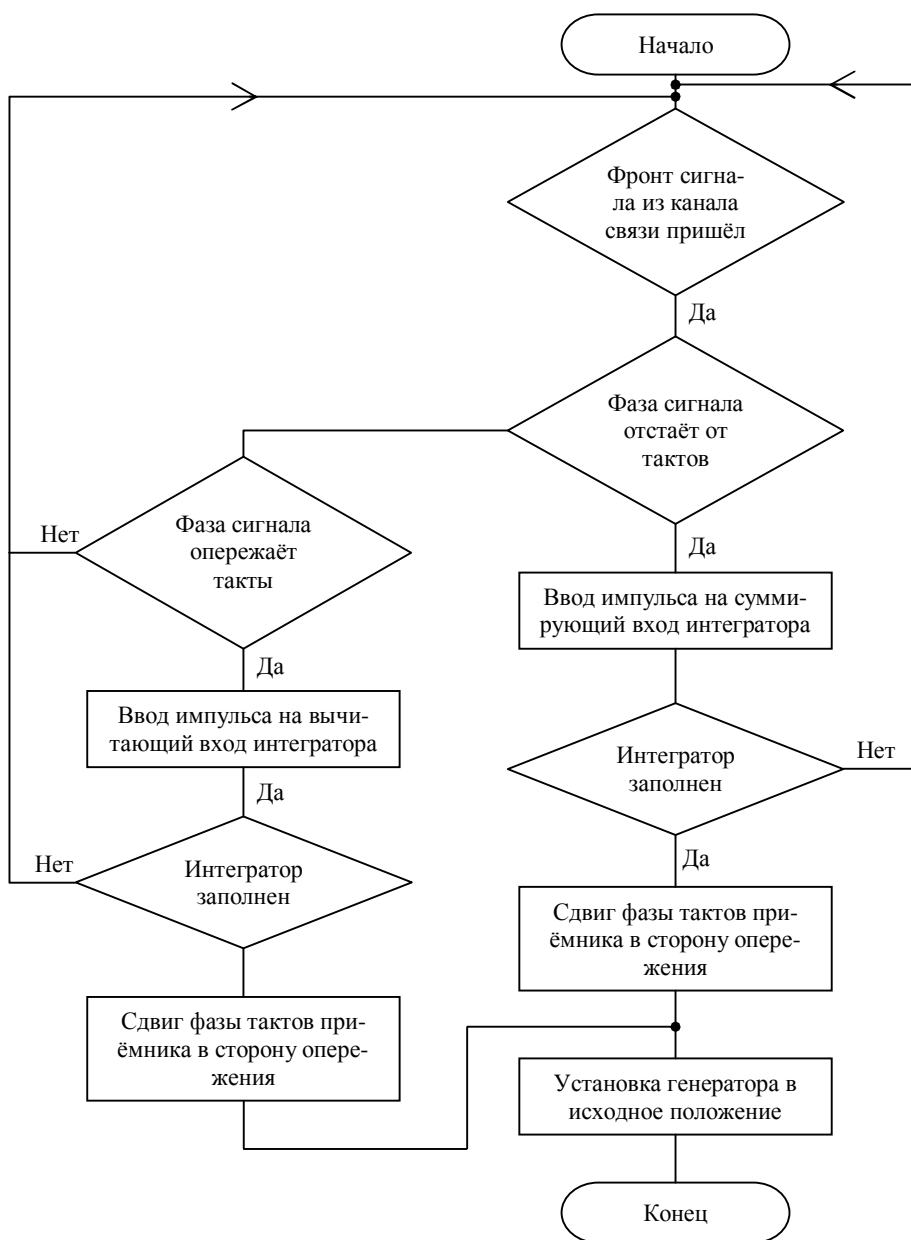 Начало
Фронт сигна-
ла из канала
связи пришёл
Да
Фаза сигнала
отстаёт от
тактов
Нет
Фаза сигнала
опережаёт
такты
Да
Ввод импульса на сумми-
рующий вход интегратора
Да
Ввод импульса на вычи-
тающий вход интегратора
Интегратор
заполнен
Нет
Да
Нет
Интегратор
заполнен
Да
Сдвиг фазы тактов при-
ёмника в сторону опере-
жения
Сдвиг фазы тактов при-
ёмника в сторону опере-
жения
Установка генератора в
исходное положение
Конец